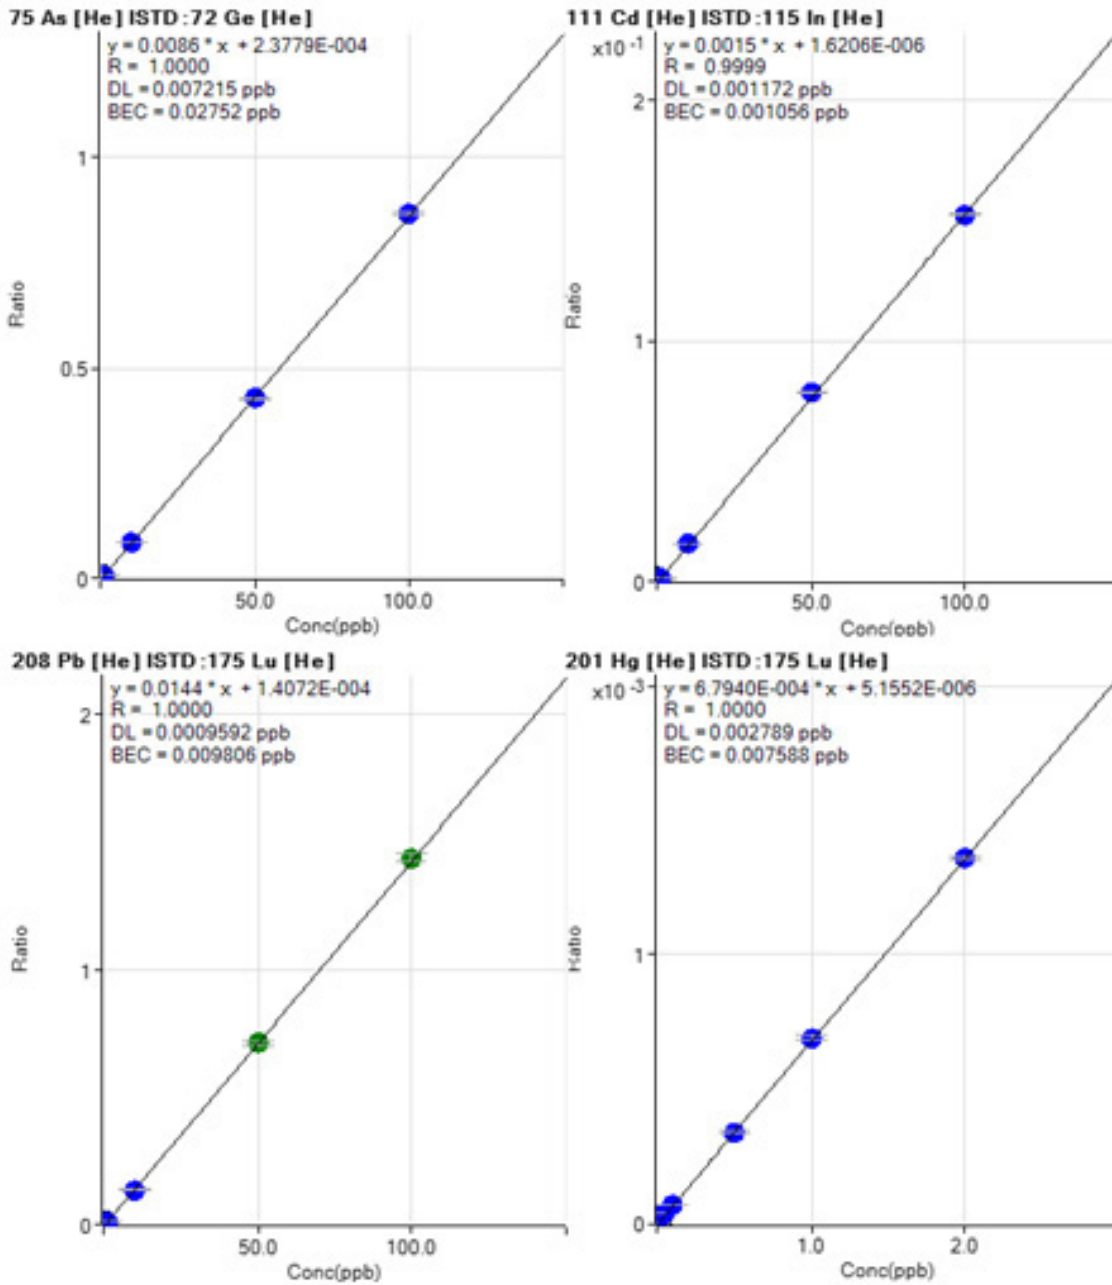 75 As [He] ISTD :72 Ge [He]
y = 0.0086 * x + 2.3779E-004
R = 1.0000
DL = 0.007215 ppb
BEC = 0.02752 ppb
1
0.5
0
Ratio
50.0
100.0
Conc(ppb)
111 Cd [He] ISTD :115 In [He]
x10 -1
y = 0.0015 * x + 1.6206E-006
R = 0.9999
DL = 0.001172 ppb
BEC = 0.001056 ppb
2
1
0
Ratio
50.0
100.0
Conc(ppb)
208 Pb [He] ISTD :175 Lu [He]
y = 0.0144 * x + 1.4072E-004
R = 1.0000
DL = 0.0009592 ppb
BEC = 0.009806 ppb
2
1
0
Ratio
50.0
100.0
Conc(ppb)
201 Hg [He] ISTD :175 Lu [He]
x10 -3
y = 6.7940E-004 * x + 5.1552E-006
R = 1.0000
DL = 0.002789 ppb
BEC = 0.007588 ppb
1
0
Ratio
1.0
2.0
Conc(ppb)